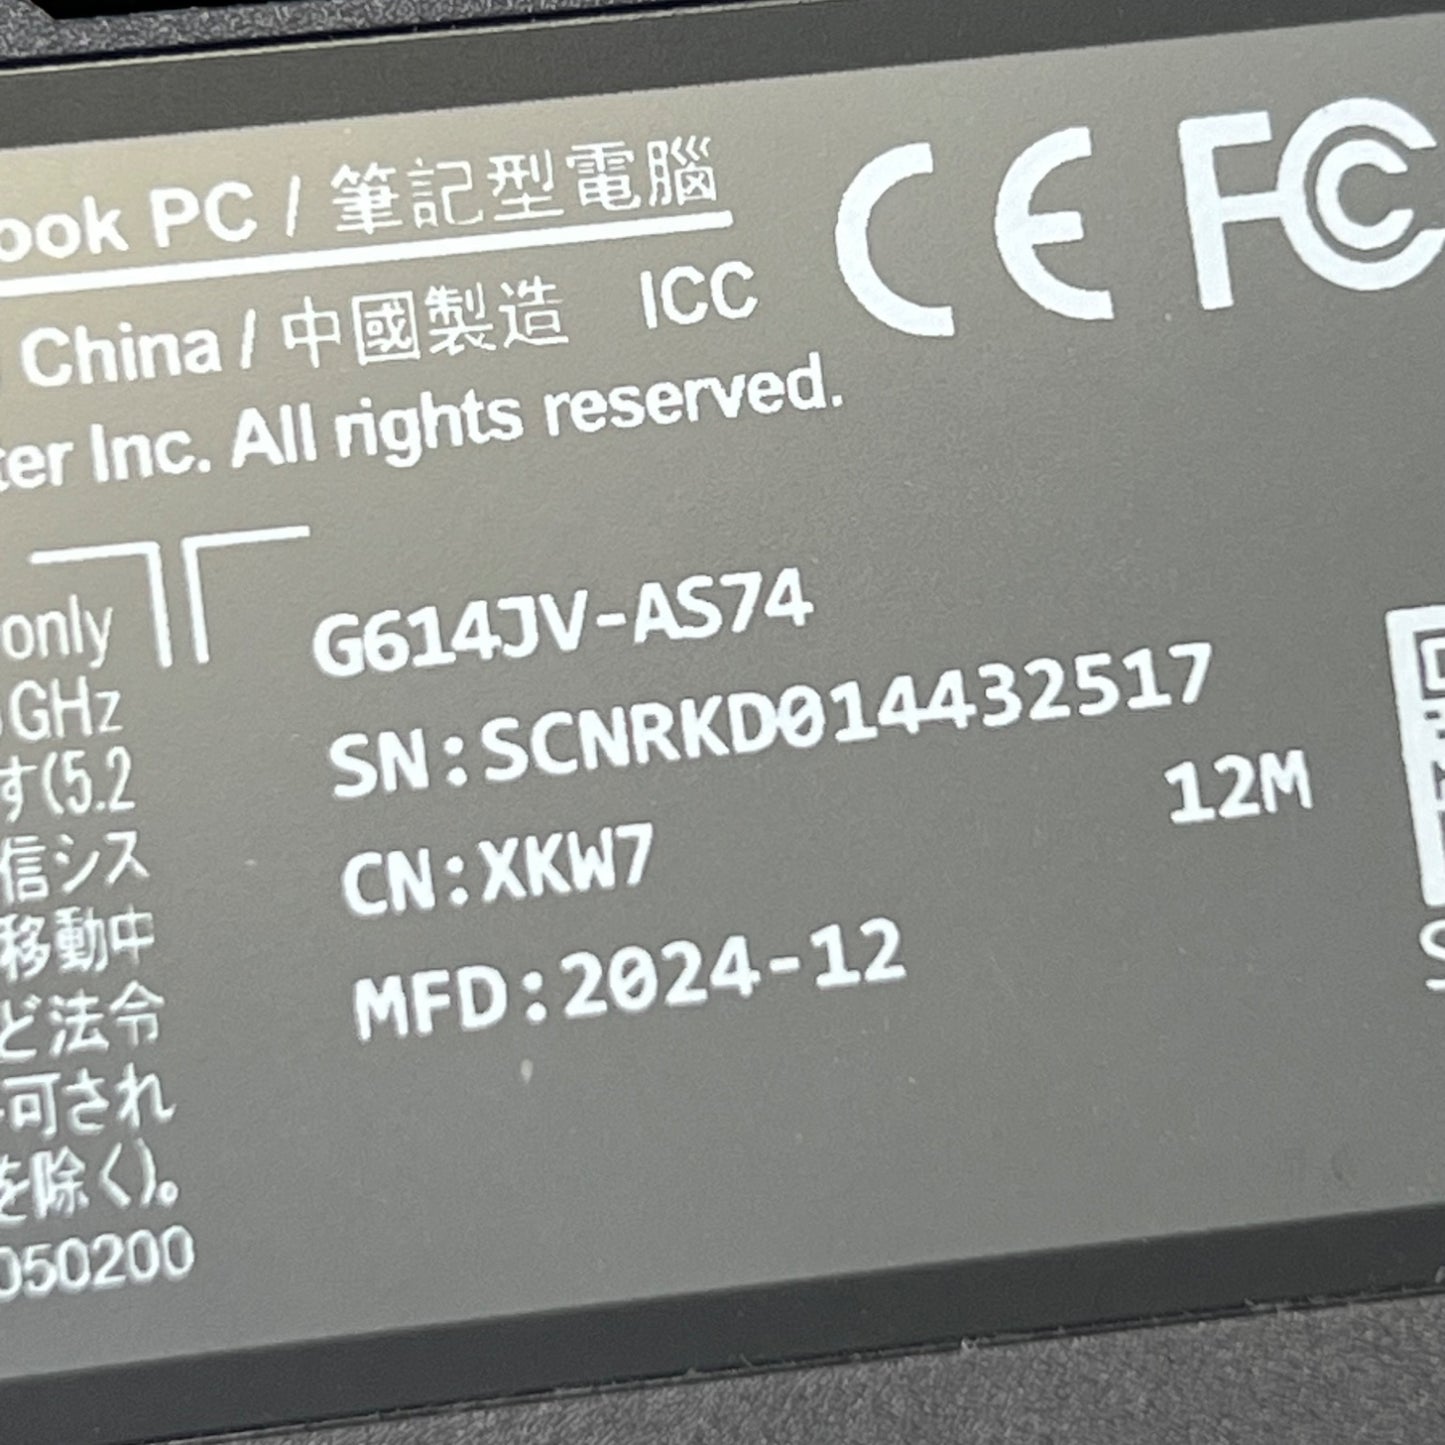 ook PC / 筆記型電腦
China / 中國製造 ICC
CE FC
ter Inc. All rights reserved.
only
GHz
す(5.2
信シス
移動中
ど法令
可され
を除く)。
050200
G614JV-AS74
SN:SCNRKD014432517
12M
CN:XKW7
MFD:2024-12
S